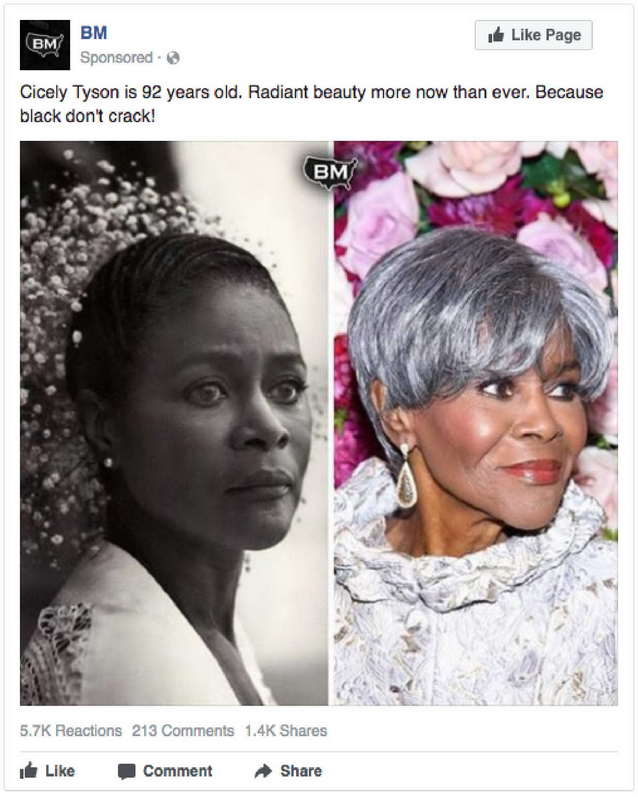 BM
BM
Like Page
Sponsored ·
Cicely Tyson is 92 years old. Radiant beauty more now than ever. Because
black don't crack!
BM
5.7K Reactions 213 Comments 1.4K Shares
Like Comment Share